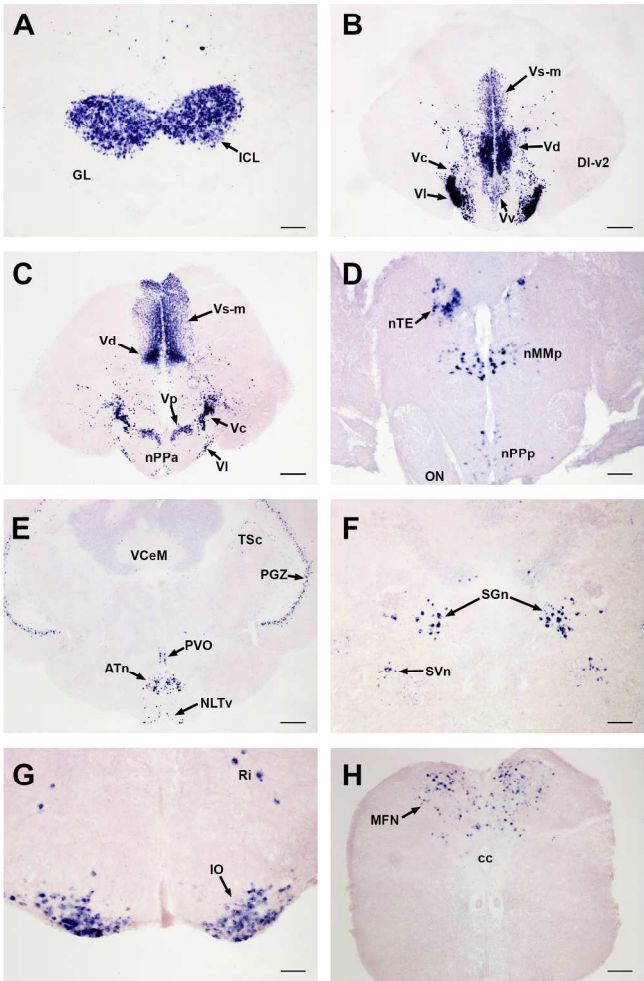 A
ICL
GL
B
Vs-m
Vd
Vc
Dl-v2
Vl
Vv
C
Vs-m
Vd
Vp
Vc
nPPa
Vl
D
nTE
nMMp
nPPp
ON
E
TSc
VCeM
PGZ
PVO
ATn
NLTv
F
SGn
SVn
G
Ri
IO
H
MFN
cc